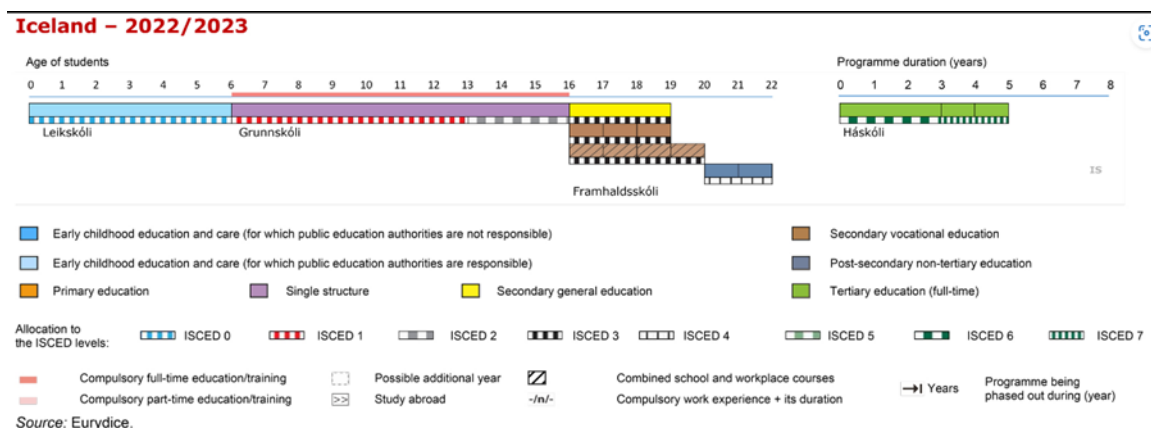 Iceland – 2022/2023
Age of students
Programme duration (years)
0 1 2 3 4 5 6 7 8 9 10 11 12 13 14 15 16 17 18 19 20 21 22
0 1 2 3 4 5 6 7 8
Leikskóli
Grunnskóli
Háskóli
IS
Framhaldsskóli
Early childhood education and care (for which public education authorities are not responsible)
Secondary vocational education
Early childhood education and care (for which public education authorities are responsible)
Post-secondary non-tertiary education
Primary education
Single structure
Secondary general education
Tertiary education (full-time)
Allocation to
the ISCED levels:
ISCED 0
ISCED 1
ISCED 2
ISCED 3
ISCED 4
ISCED 5
ISCED 6
ISCED 7
Compulsory full-time education/training
Possible additional year
Combined school and workplace courses
Years
Programme being
phased out during (year)
Compulsory part-time education/training
>>
Study abroad
-/n/-
Compulsory work experience + its duration
Source: Eurydice.